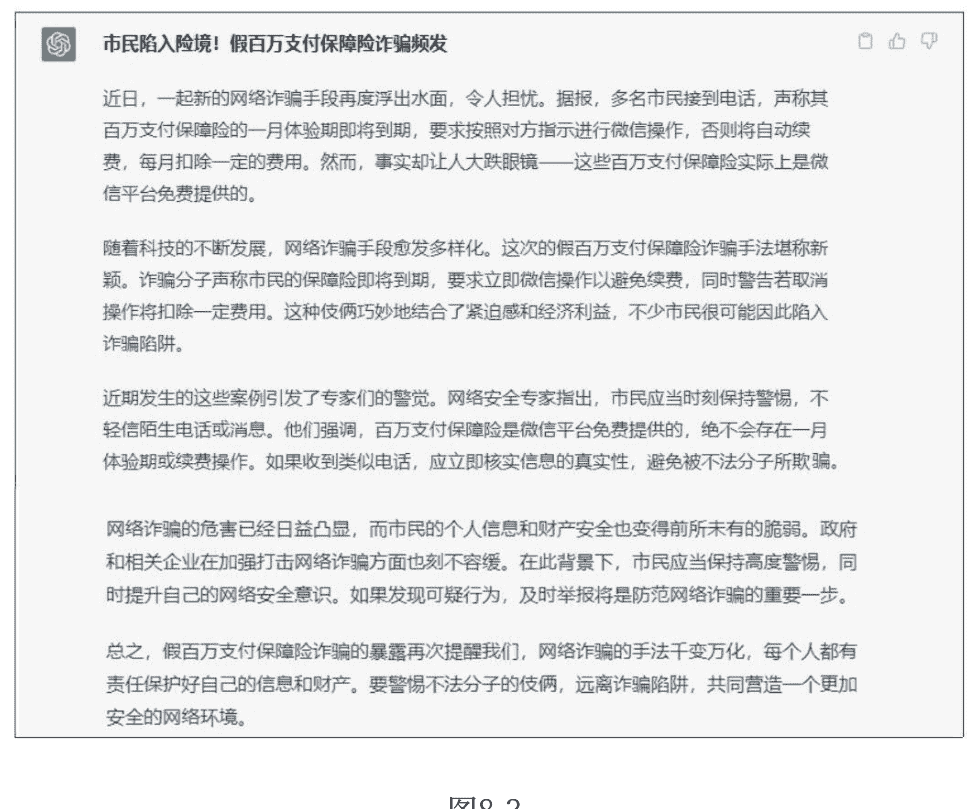 市民陷入险境！假百万支付保障险诈骗频发
近日，一起新的网络诈骗手段再度浮出水面，令人担忧。据报，多名市民接到电话，声称其
百万支付保障险的一月体验期即将到期，要求按照对方指示进行微信操作，否则将自动续
费，每月扣除一定的费用。然而，事实却让人大跌眼镜——这些百万支付保障险实际上是微
信平台免费提供的。
随着科技的不断发展，网络诈骗手段愈发多样化。这次的假百万支付保障险诈骗手法堪称新
颖。诈骗分子声称市民的保障险即将到期，要求立即微信操作以避免续费，同时警告若取消
操作将扣除一定费用。这种伎俩巧妙地结合了紧迫感和经济利益，不少市民很可能因此陷入
诈骗陷阱。
近期发生的这些案例引发了专家们的警觉。网络安全专家指出，市民应当时刻保持警惕，不
轻信陌生电话或消息。他们强调，百万支付保障险是微信平台免费提供的，绝不会存在一月
体验期或续费操作。如果收到类似电话，应立即核实信息的真实性，避免被不法分子所欺骗。
网络诈骗的危害已经日益凸显，而市民的个人信息和财产安全也变得前所未有的脆弱。政府
和相关企业在加强打击网络诈骗方面也刻不容缓。在此背景下，市民应当保持高度警惕，同
时提升自己的网络安全意识。如果发现可疑行为，及时举报将是防范网络诈骗的重要一步。
总之，假百万支付保障险诈骗的暴露再次提醒我们，网络诈骗的手法千变万化，每个人都有
责任保护好自己的信息和财产。要警惕不法分子的伎俩，远离诈骗陷阱，共同营造一个更加
安全的网络环境。